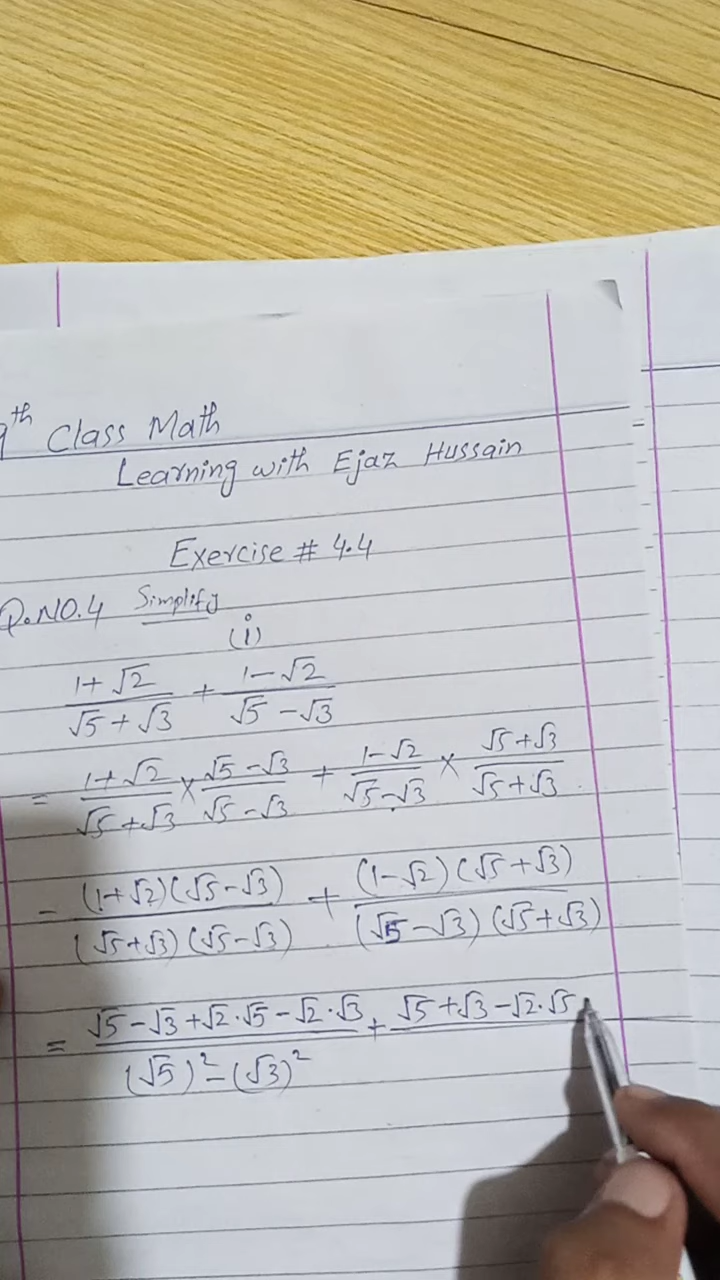 9th Class Math
Learning with Ejaz Hussain
Exercise # 4.4
Q.NO.4 Simplify
(i)
(1+√2)/(√5+√3) + (1-√2)/(√5-√3)
= (1+√2)/(√5+√3) × (√5-√3)/(√5-√3) + (1-√2)/(√5-√3) × (√5+√3)/(√5+√3)
= ((1+√2)(√5-√3))/((√5+√3)(√5-√3)) + ((1-√2)(√5+√3))/((√5-√3)(√5+√3))
= (√5-√3+√2·√5-√2·√3)/((√5)²-(√3)²) + √5+√3-√2·√5